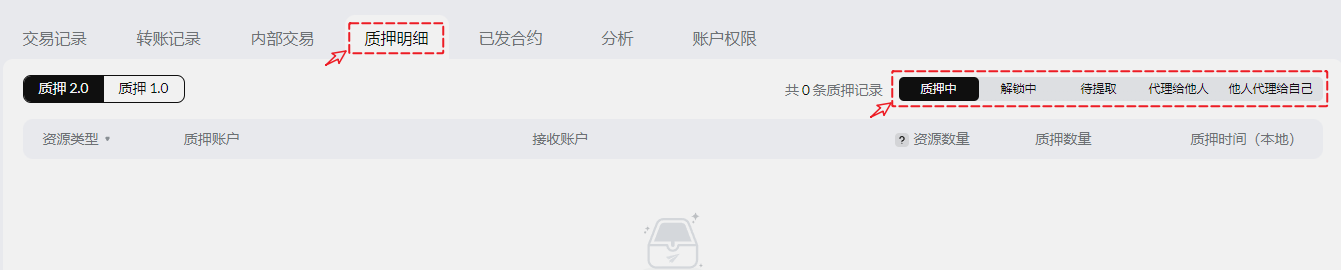 交易记录 转账记录 内部交易 质押明细 已发合约 分析 账户权限
质押 2.0 质押 1.0 共 0 条质押记录 质押中 解锁中 待提取 代理给他人 他人代理给自己
资源类型 质押账户 接收账户 ? 资源数量 质押数量 质押时间（本地）